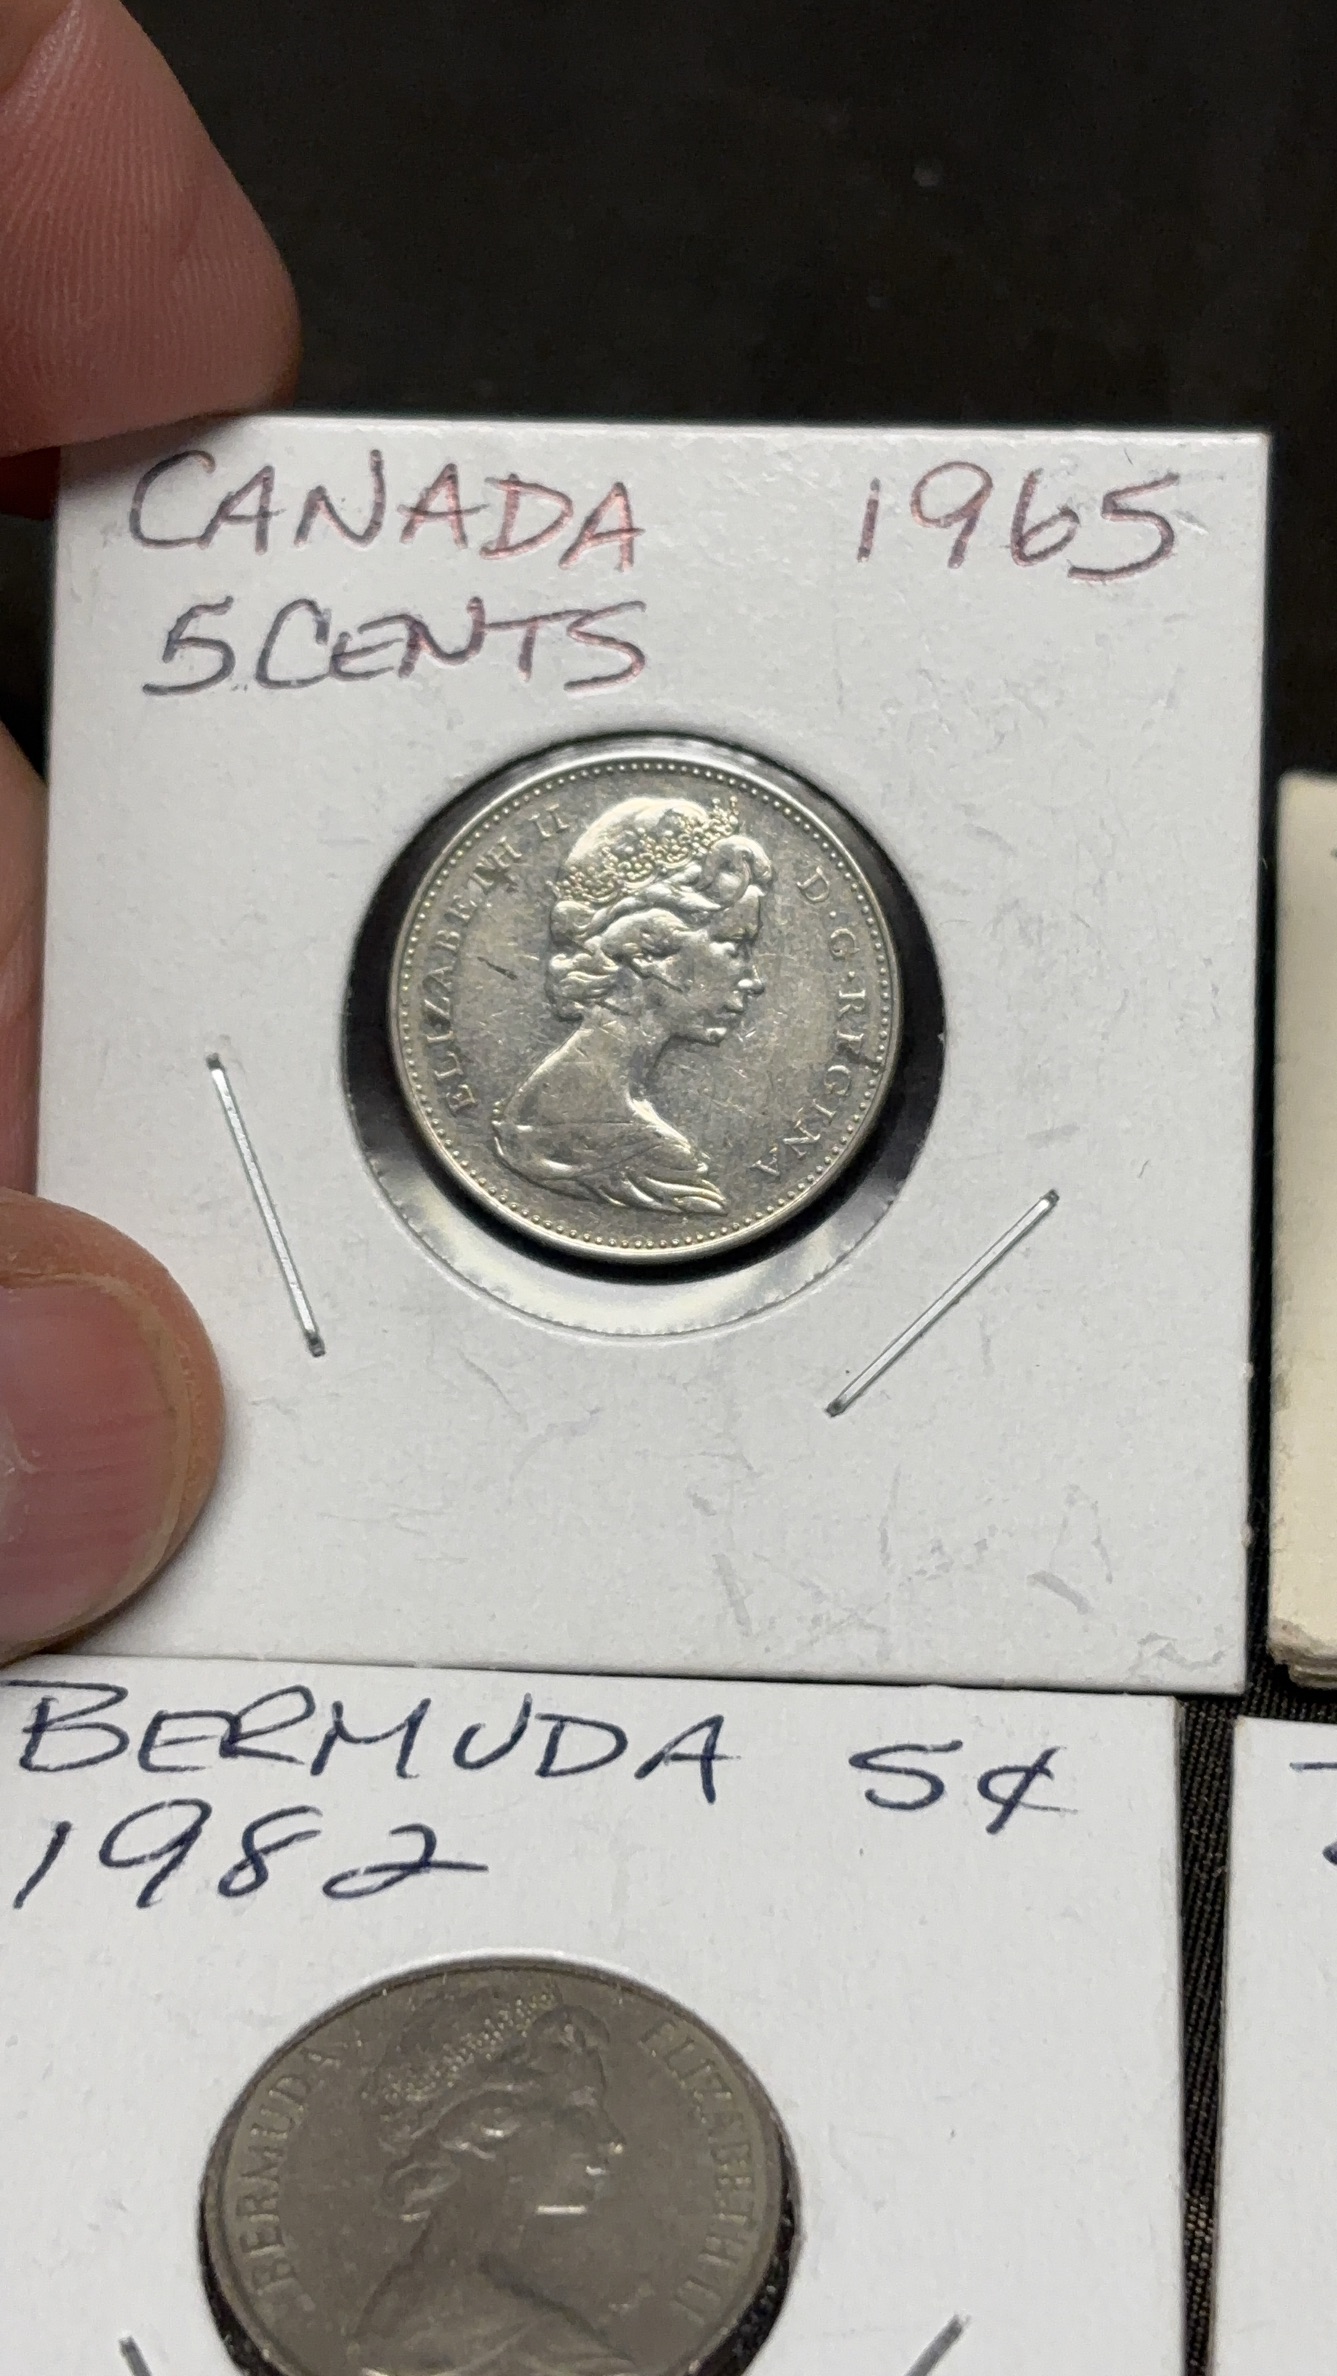 CANADA 1965
5 CENTS
ELIZABETH II D·G·REGINA
BERMUDA 5¢
1982
BERMUDA ELIZABETH II